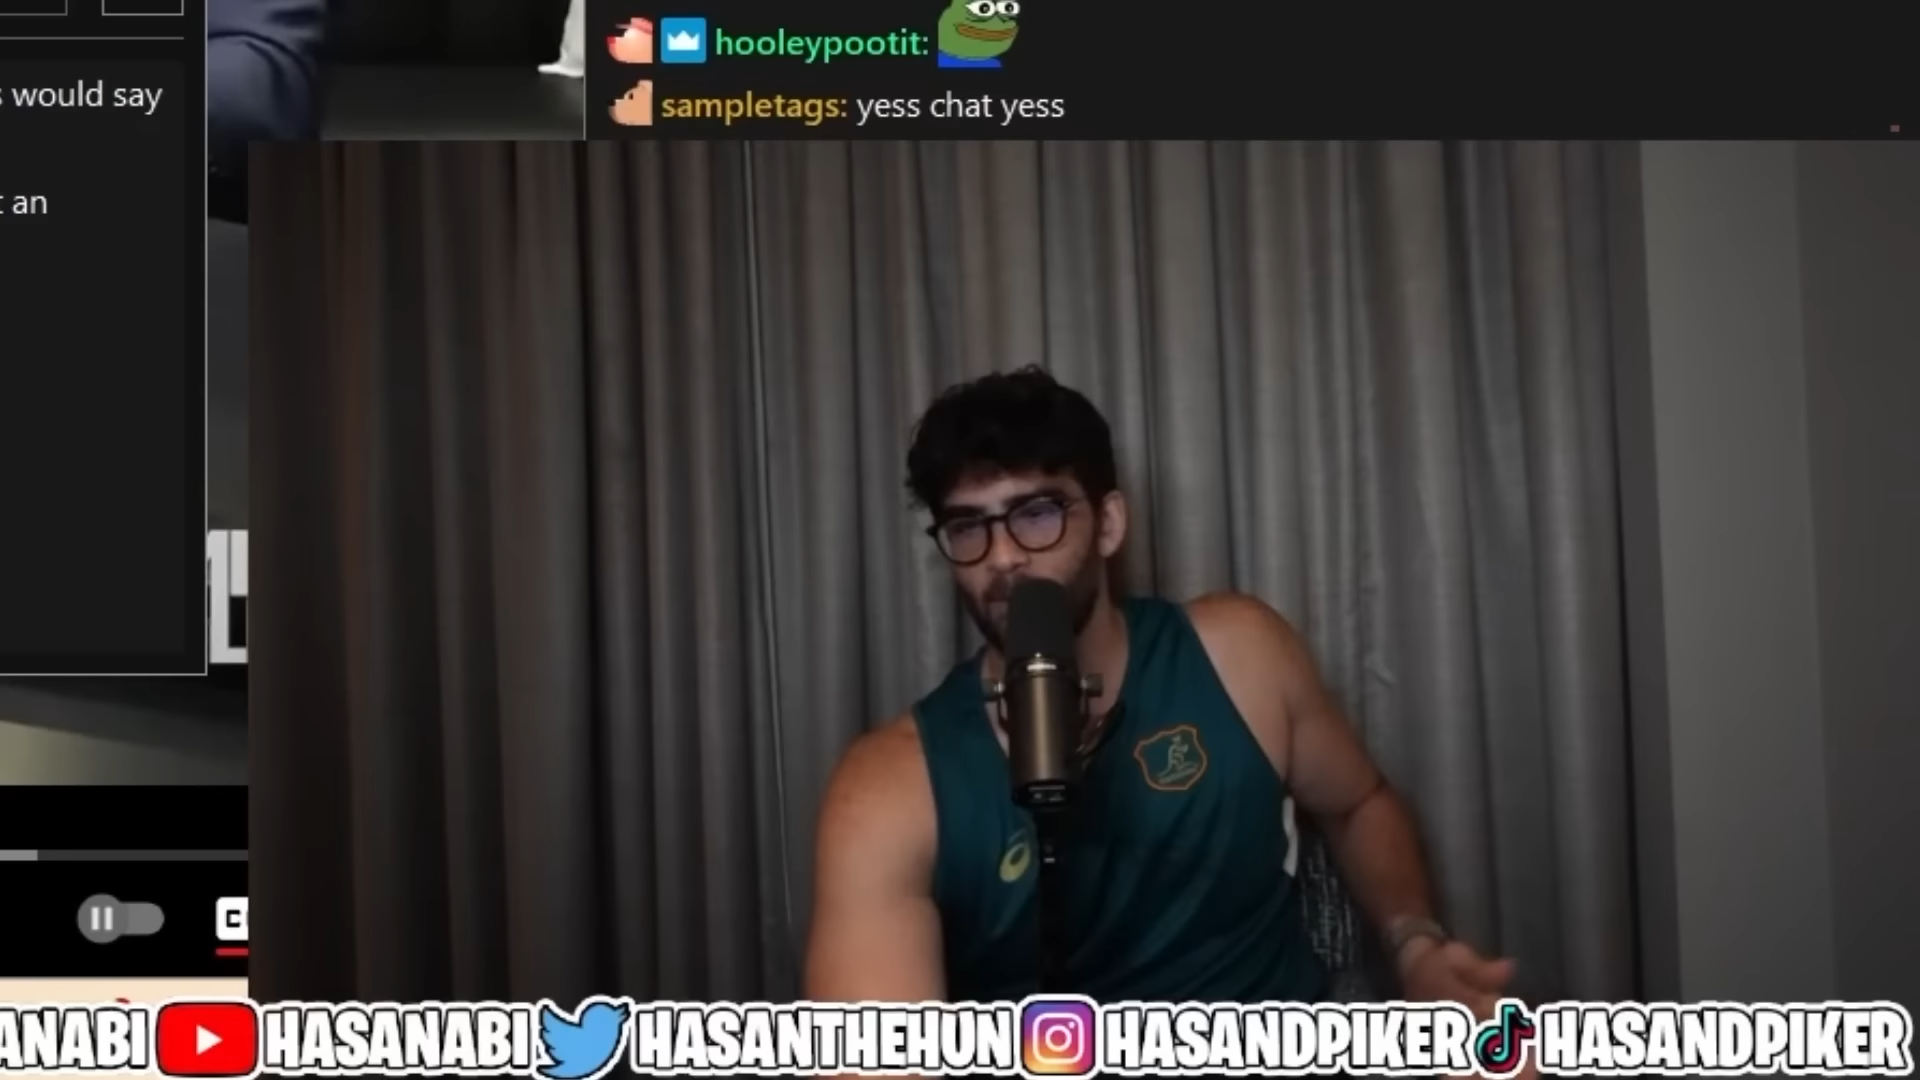 would say
an
hooleypootit:
sampletags: yess chat yess
ANABI HASANABI HASANTHEHUN HASANDPIKER HASANDPIKER